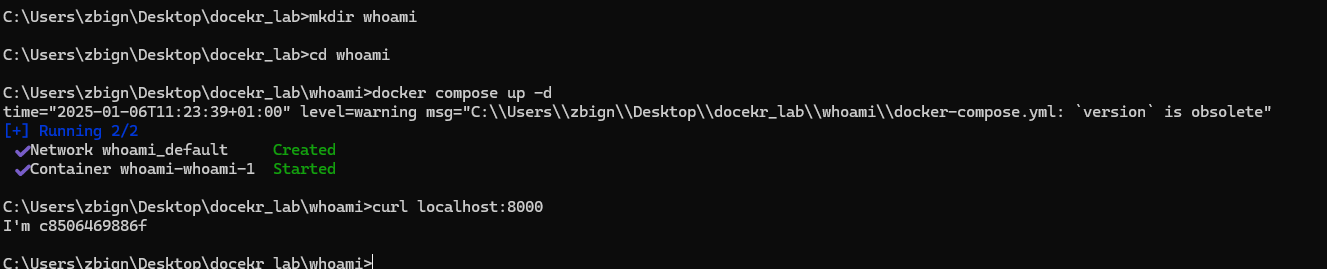 C:\Users\zbign\Desktop\docekr_lab>mkdir whoami
C:\Users\zbign\Desktop\docekr_lab>cd whoami
C:\Users\zbign\Desktop\docekr_lab\whoami>docker compose up -d
time="2025-01-06T11:23:39+01:00" level=warning msg="C:\\Users\\zbign\\Desktop\\docekr_lab\\whoami\\docker-compose.yml: `version` is obsolete"
[+] Running 2/2
✔Network whoami_default     Created
✔Container whoami-whoami-1  Started
C:\Users\zbign\Desktop\docekr_lab\whoami>curl localhost:8000
I'm c8506469886f
C:\Users\zbign\Desktop\docekr_lab\whoami>